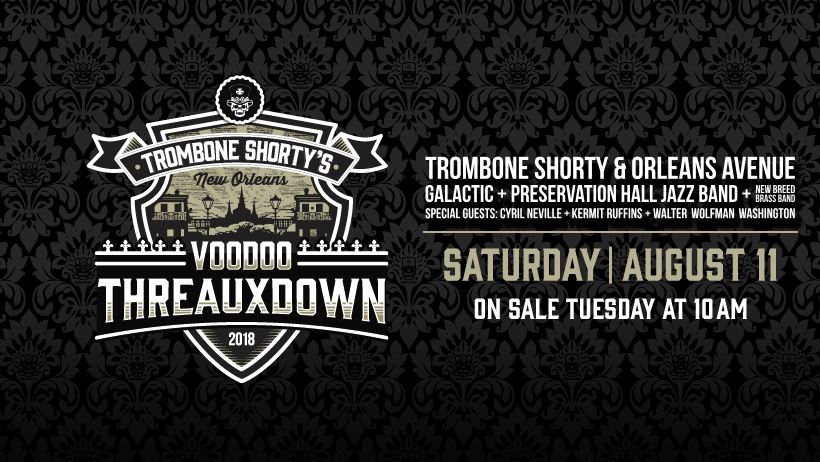 TROMBONE SHORTY'S
New Orleans
VOODOO
THREAUXDOWN
2018
TROMBONE SHORTY & ORLEANS AVENUE
GALACTIC + PRESERVATION HALL JAZZ BAND + NEW BREED
BRASS BAND
SPECIAL GUESTS: CYRIL NEVILLE + KERMIT RUFFINS + WALTER WOLFMAN WASHINGTON
SATURDAY | AUGUST 11
ON SALE TUESDAY AT 10 AM